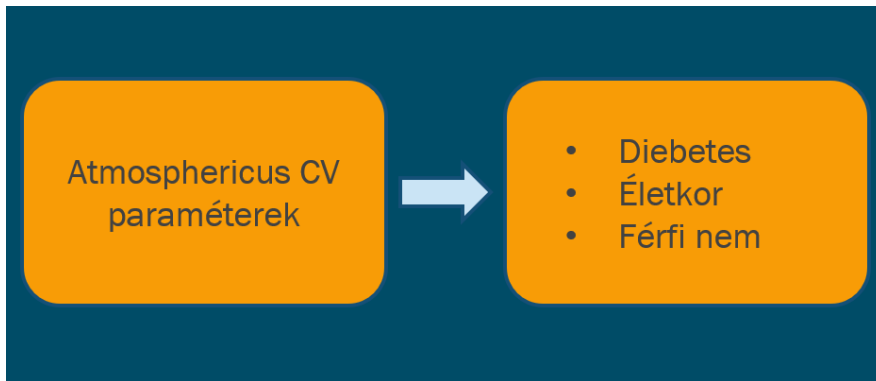 Atmosphericus CV
paraméterek
• Diebetes
• Életkor
• Férfi nem